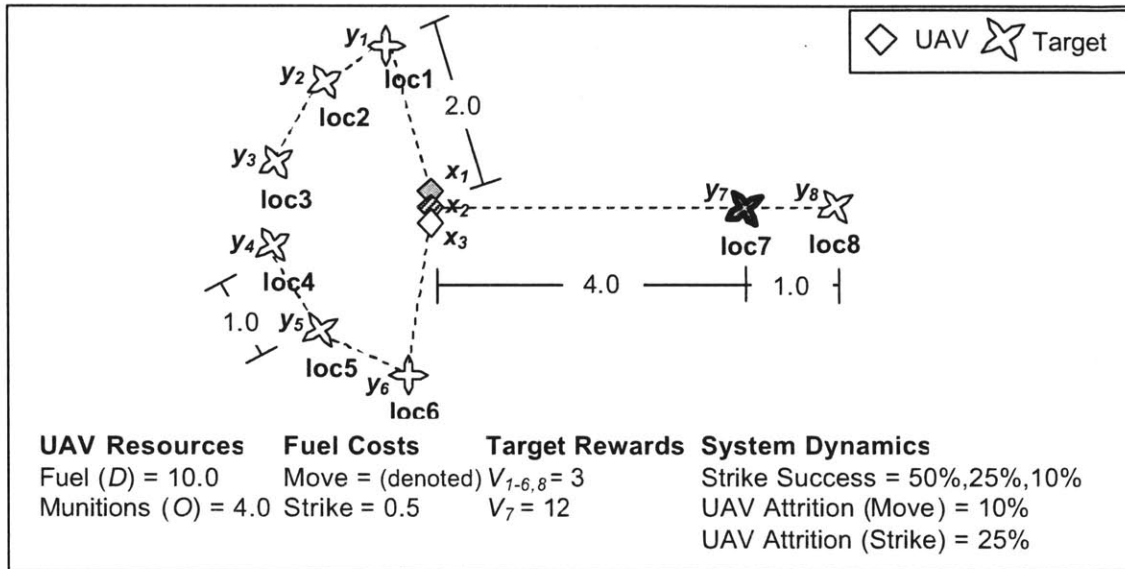 ◇ UAV ☆ Target
y1
loc1
y2
loc2
2.0
y3
loc3
x1
x2
x3
y7
y8
loc7
loc8
y4
loc4
4.0
1.0
1.0
y5
loc5
y6
loc6
UAV Resources Fuel Costs Target Rewards System Dynamics
Fuel (D) = 10.0 Move = (denoted) V1-6,8 = 3 Strike Success = 50%,25%,10%
Munitions (O) = 4.0 Strike = 0.5 V7 = 12 UAV Attrition (Move) = 10%
UAV Attrition (Strike) = 25%